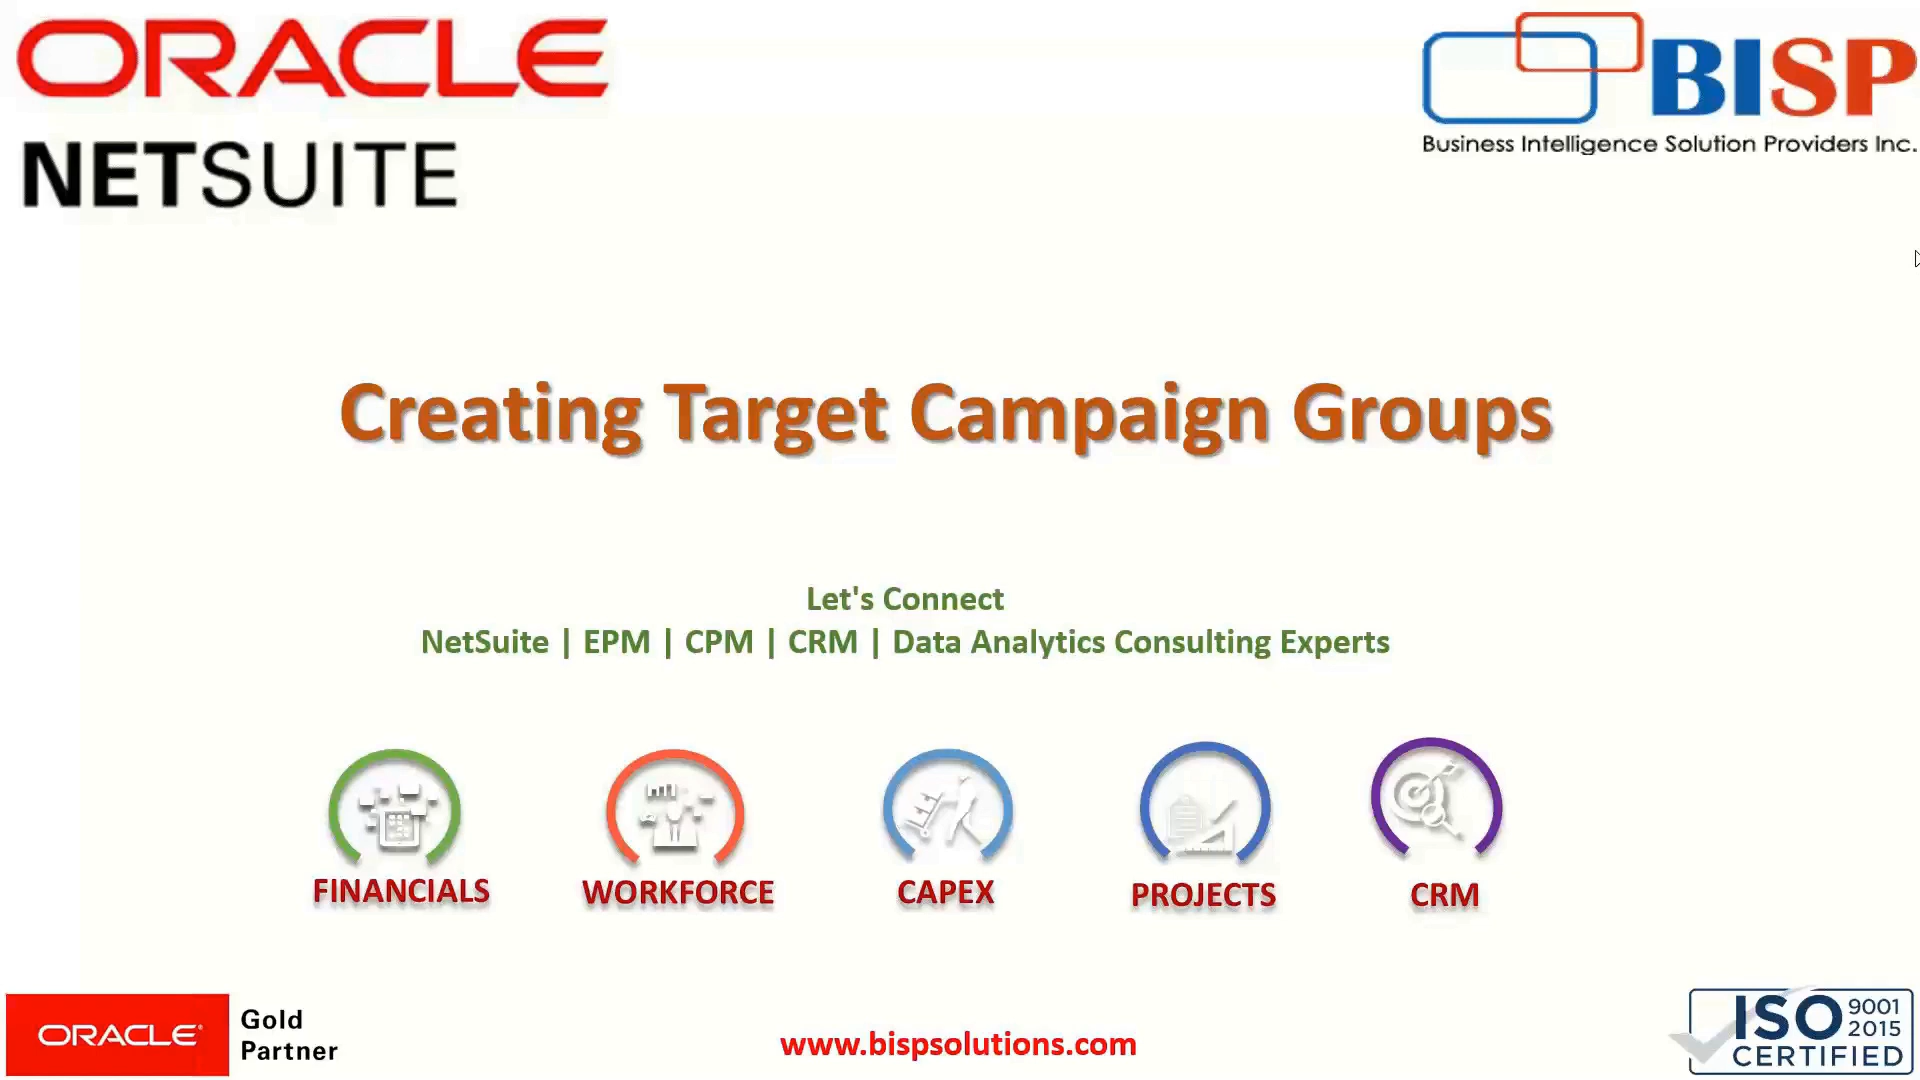 ORACLE
NETSUITE
BISP
Business Intelligence Solution Providers Inc.
Creating Target Campaign Groups
Let's Connect
NetSuite | EPM | CPM | CRM | Data Analytics Consulting Experts
FINANCIALS
WORKFORCE
CAPEX
PROJECTS
CRM
ORACLE
Gold
Partner
www.bispsolutions.com
ISO 9001
2015
CERTIFIED